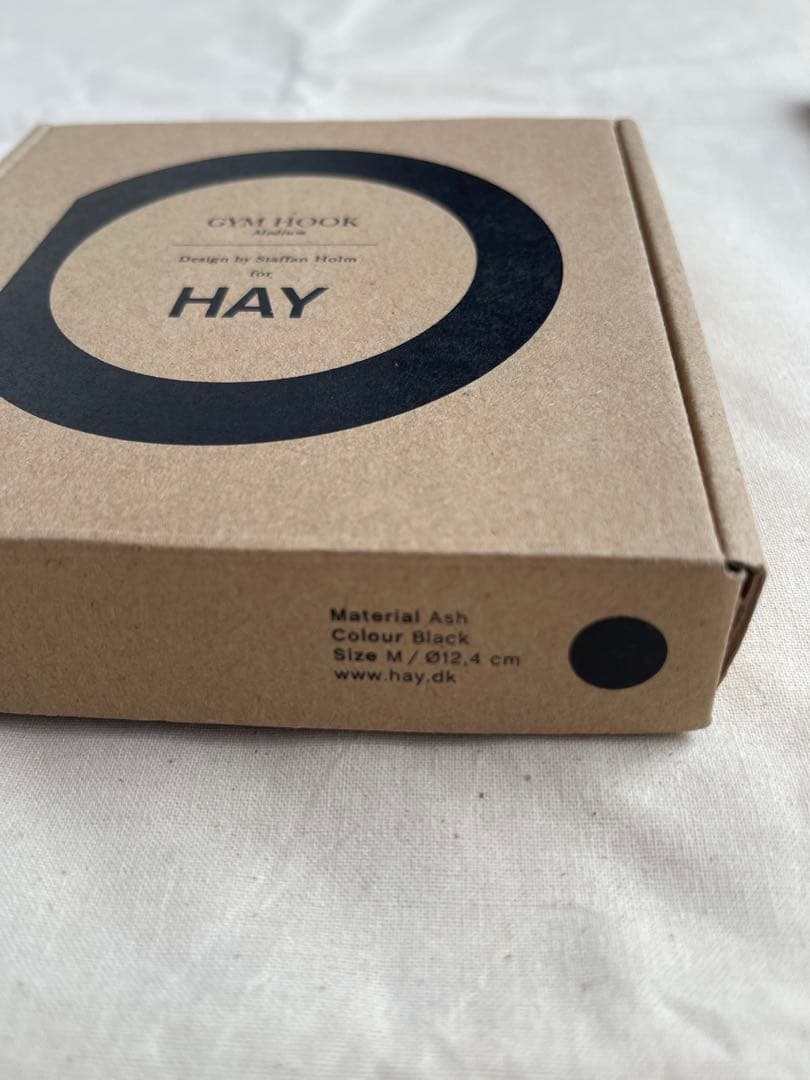 GYM HOOK
Medium
Design by Staffan Holm
for
HAY
Material Ash
Colour Black
Size M / Ø12,4 cm
www.hay.dk